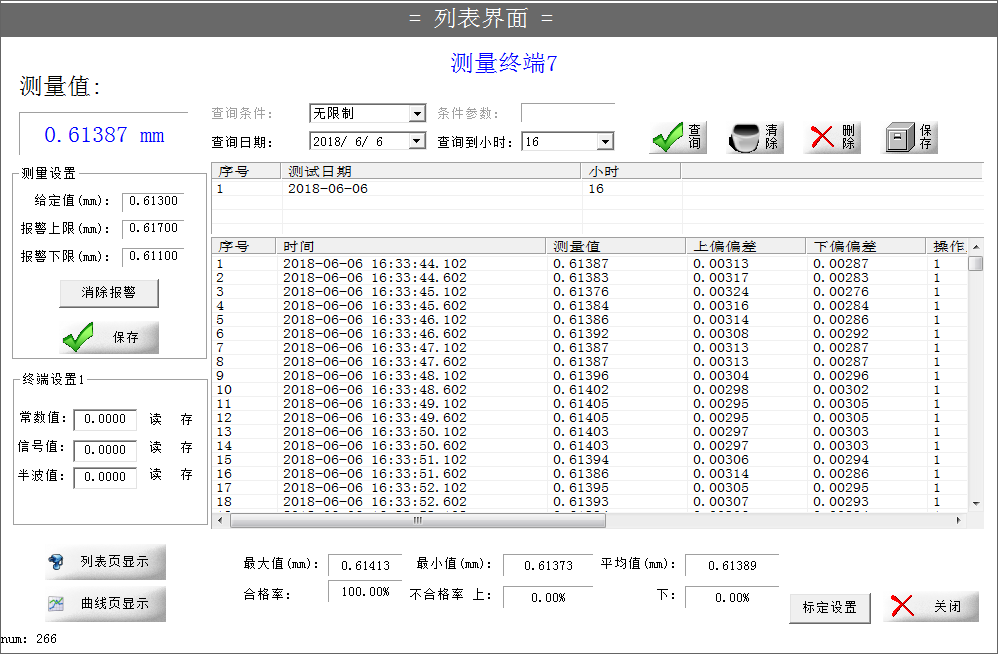 = 列表界面 =
测量终端7
测量值:
0.61387 mm
查询条件: 无限制 条件参数:
查询日期: 2018/ 6/ 6 查询到小时: 16
查询 清除 删除 保存
测量设置
给定值(mm): 0.61300
报警上限(mm): 0.61700
报警下限(mm): 0.61100
消除报警
保存
终端设置1
常数值: 0.0000 读 存
信号值: 0.0000 读 存
半波值: 0.0000 读 存
列表页显示
曲线页显示
num: 266
序号 测试日期 小时
1 2018-06-06 16
序号 时间 测量值 上偏偏差 下偏偏差 操作
1 2018-06-06 16:33:44.102 0.61387 0.00313 0.00287 1
2 2018-06-06 16:33:44.602 0.61383 0.00317 0.00283 1
3 2018-06-06 16:33:45.102 0.61376 0.00324 0.00276 1
4 2018-06-06 16:33:45.602 0.61384 0.00316 0.00284 1
5 2018-06-06 16:33:46.102 0.61386 0.00314 0.00286 1
6 2018-06-06 16:33:46.602 0.61392 0.00308 0.00292 1
7 2018-06-06 16:33:47.102 0.61387 0.00313 0.00287 1
8 2018-06-06 16:33:47.602 0.61387 0.00313 0.00287 1
9 2018-06-06 16:33:48.102 0.61396 0.00304 0.00296 1
10 2018-06-06 16:33:48.602 0.61402 0.00298 0.00302 1
11 2018-06-06 16:33:49.102 0.61405 0.00295 0.00305 1
12 2018-06-06 16:33:49.602 0.61405 0.00295 0.00305 1
13 2018-06-06 16:33:50.102 0.61403 0.00297 0.00303 1
14 2018-06-06 16:33:50.602 0.61403 0.00297 0.00303 1
15 2018-06-06 16:33:51.102 0.61394 0.00306 0.00294 1
16 2018-06-06 16:33:51.602 0.61386 0.00314 0.00286 1
17 2018-06-06 16:33:52.102 0.61395 0.00305 0.00295 1
18 2018-06-06 16:33:52.602 0.61393 0.00307 0.00293 1
最大值(mm): 0.61413 最小值(mm): 0.61373 平均值(mm): 0.61389
合格率: 100.00% 不合格率 上: 0.00% 下: 0.00%
标定设置 关闭